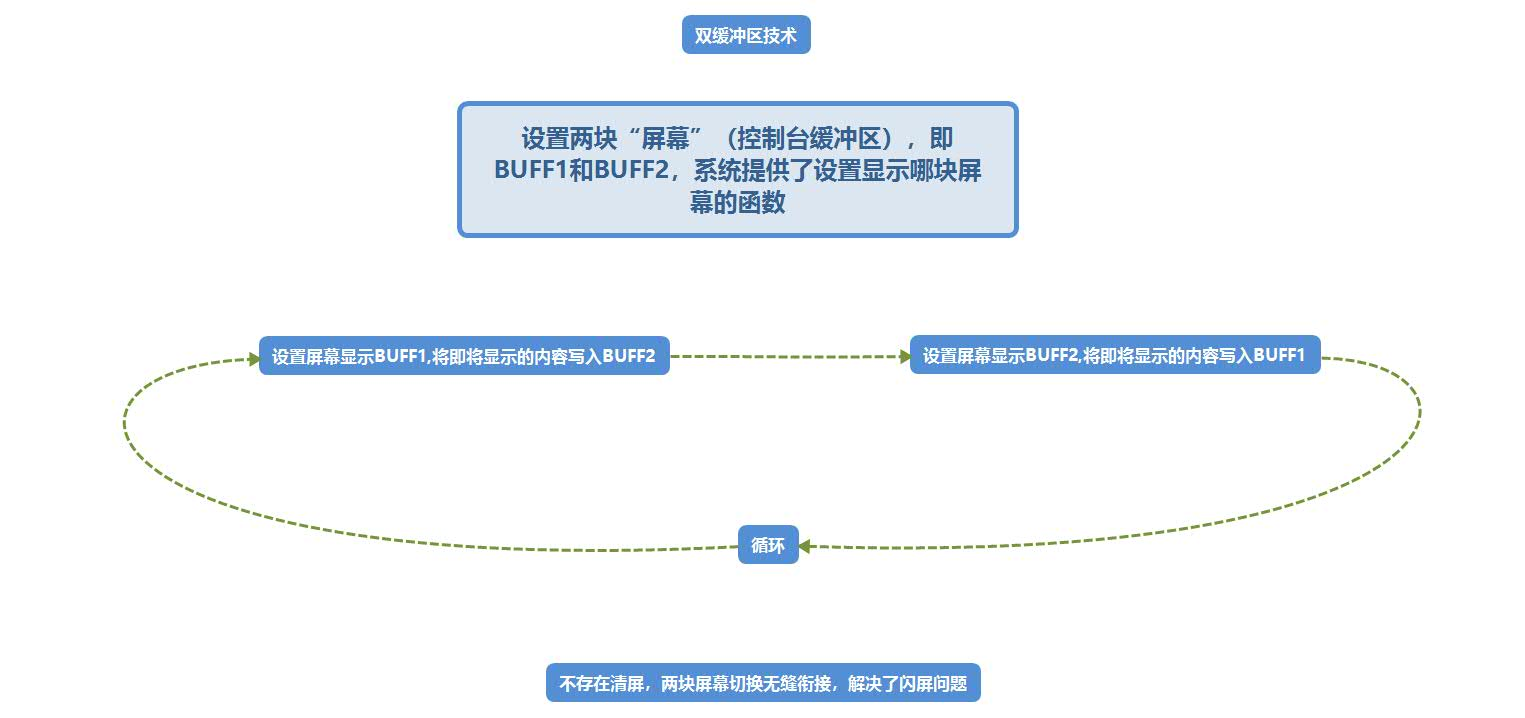 双缓冲区技术
设置两块“屏幕”（控制台缓冲区），即
BUFF1和BUFF2，系统提供了设置显示哪块屏
幕的函数
设置屏幕显示BUFF1,将即将显示的内容写入BUFF2
设置屏幕显示BUFF2,将即将显示的内容写入BUFF1
循环
不存在清屏，两块屏幕切换无缝衔接，解决了闪屏问题